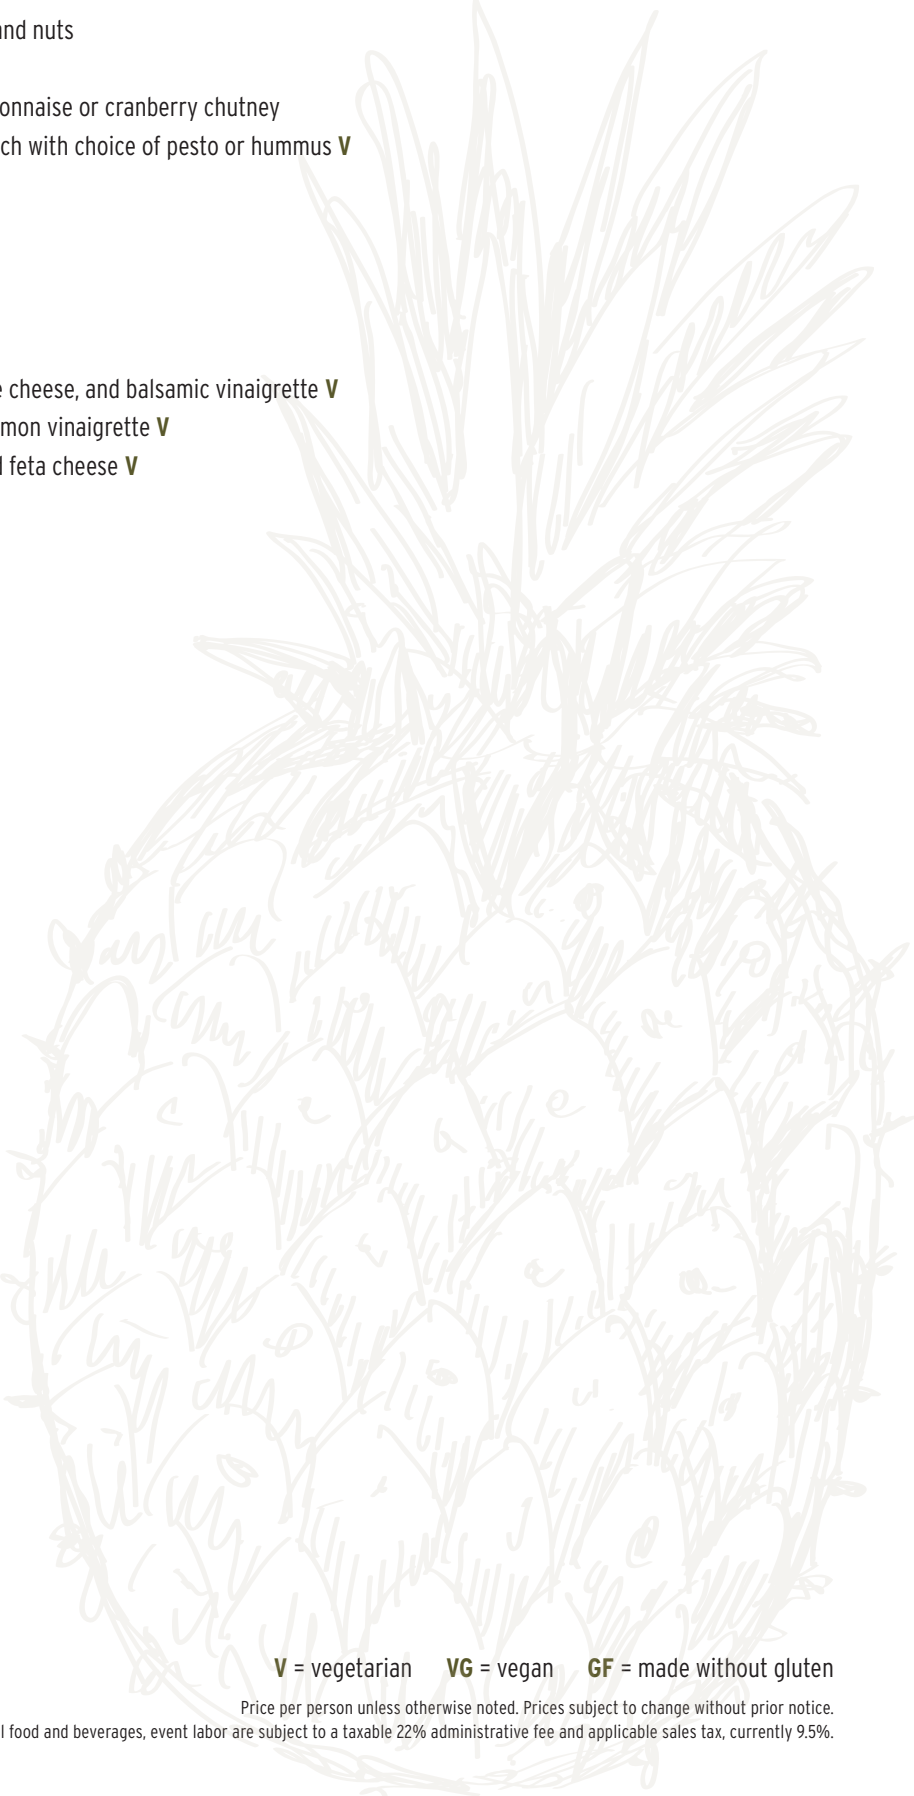 and nuts
onnaise or cranberry chutney
ch with choice of pesto or hummus V
e cheese, and balsamic vinaigrette V
mon vinaigrette V
d feta cheese V
V = vegetarian VG = vegan GF = made without gluten
Price per person unless otherwise noted. Prices subject to change without prior notice.
l food and beverages, event labor are subject to a taxable 22% administrative fee and applicable sales tax, currently 9.5%.